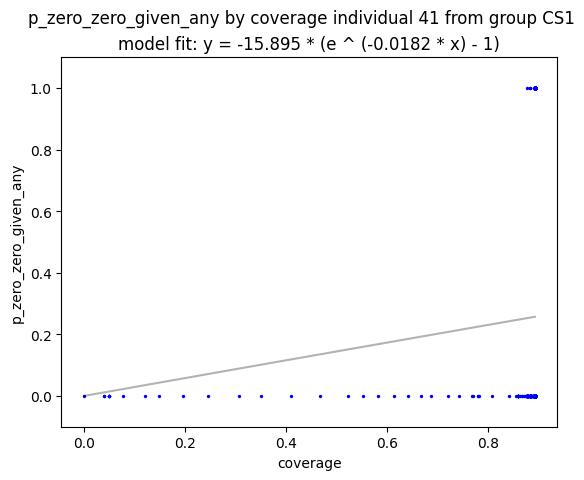 p_zero_zero_given_any by coverage individual 41 from group CS1
model fit: y = -15.895 * (e ^ (-0.0182 * x) - 1)
1.0
0.8
0.6
0.4
0.2
0.0
p_zero_zero_given_any
0.0 0.2 0.4 0.6 0.8
coverage